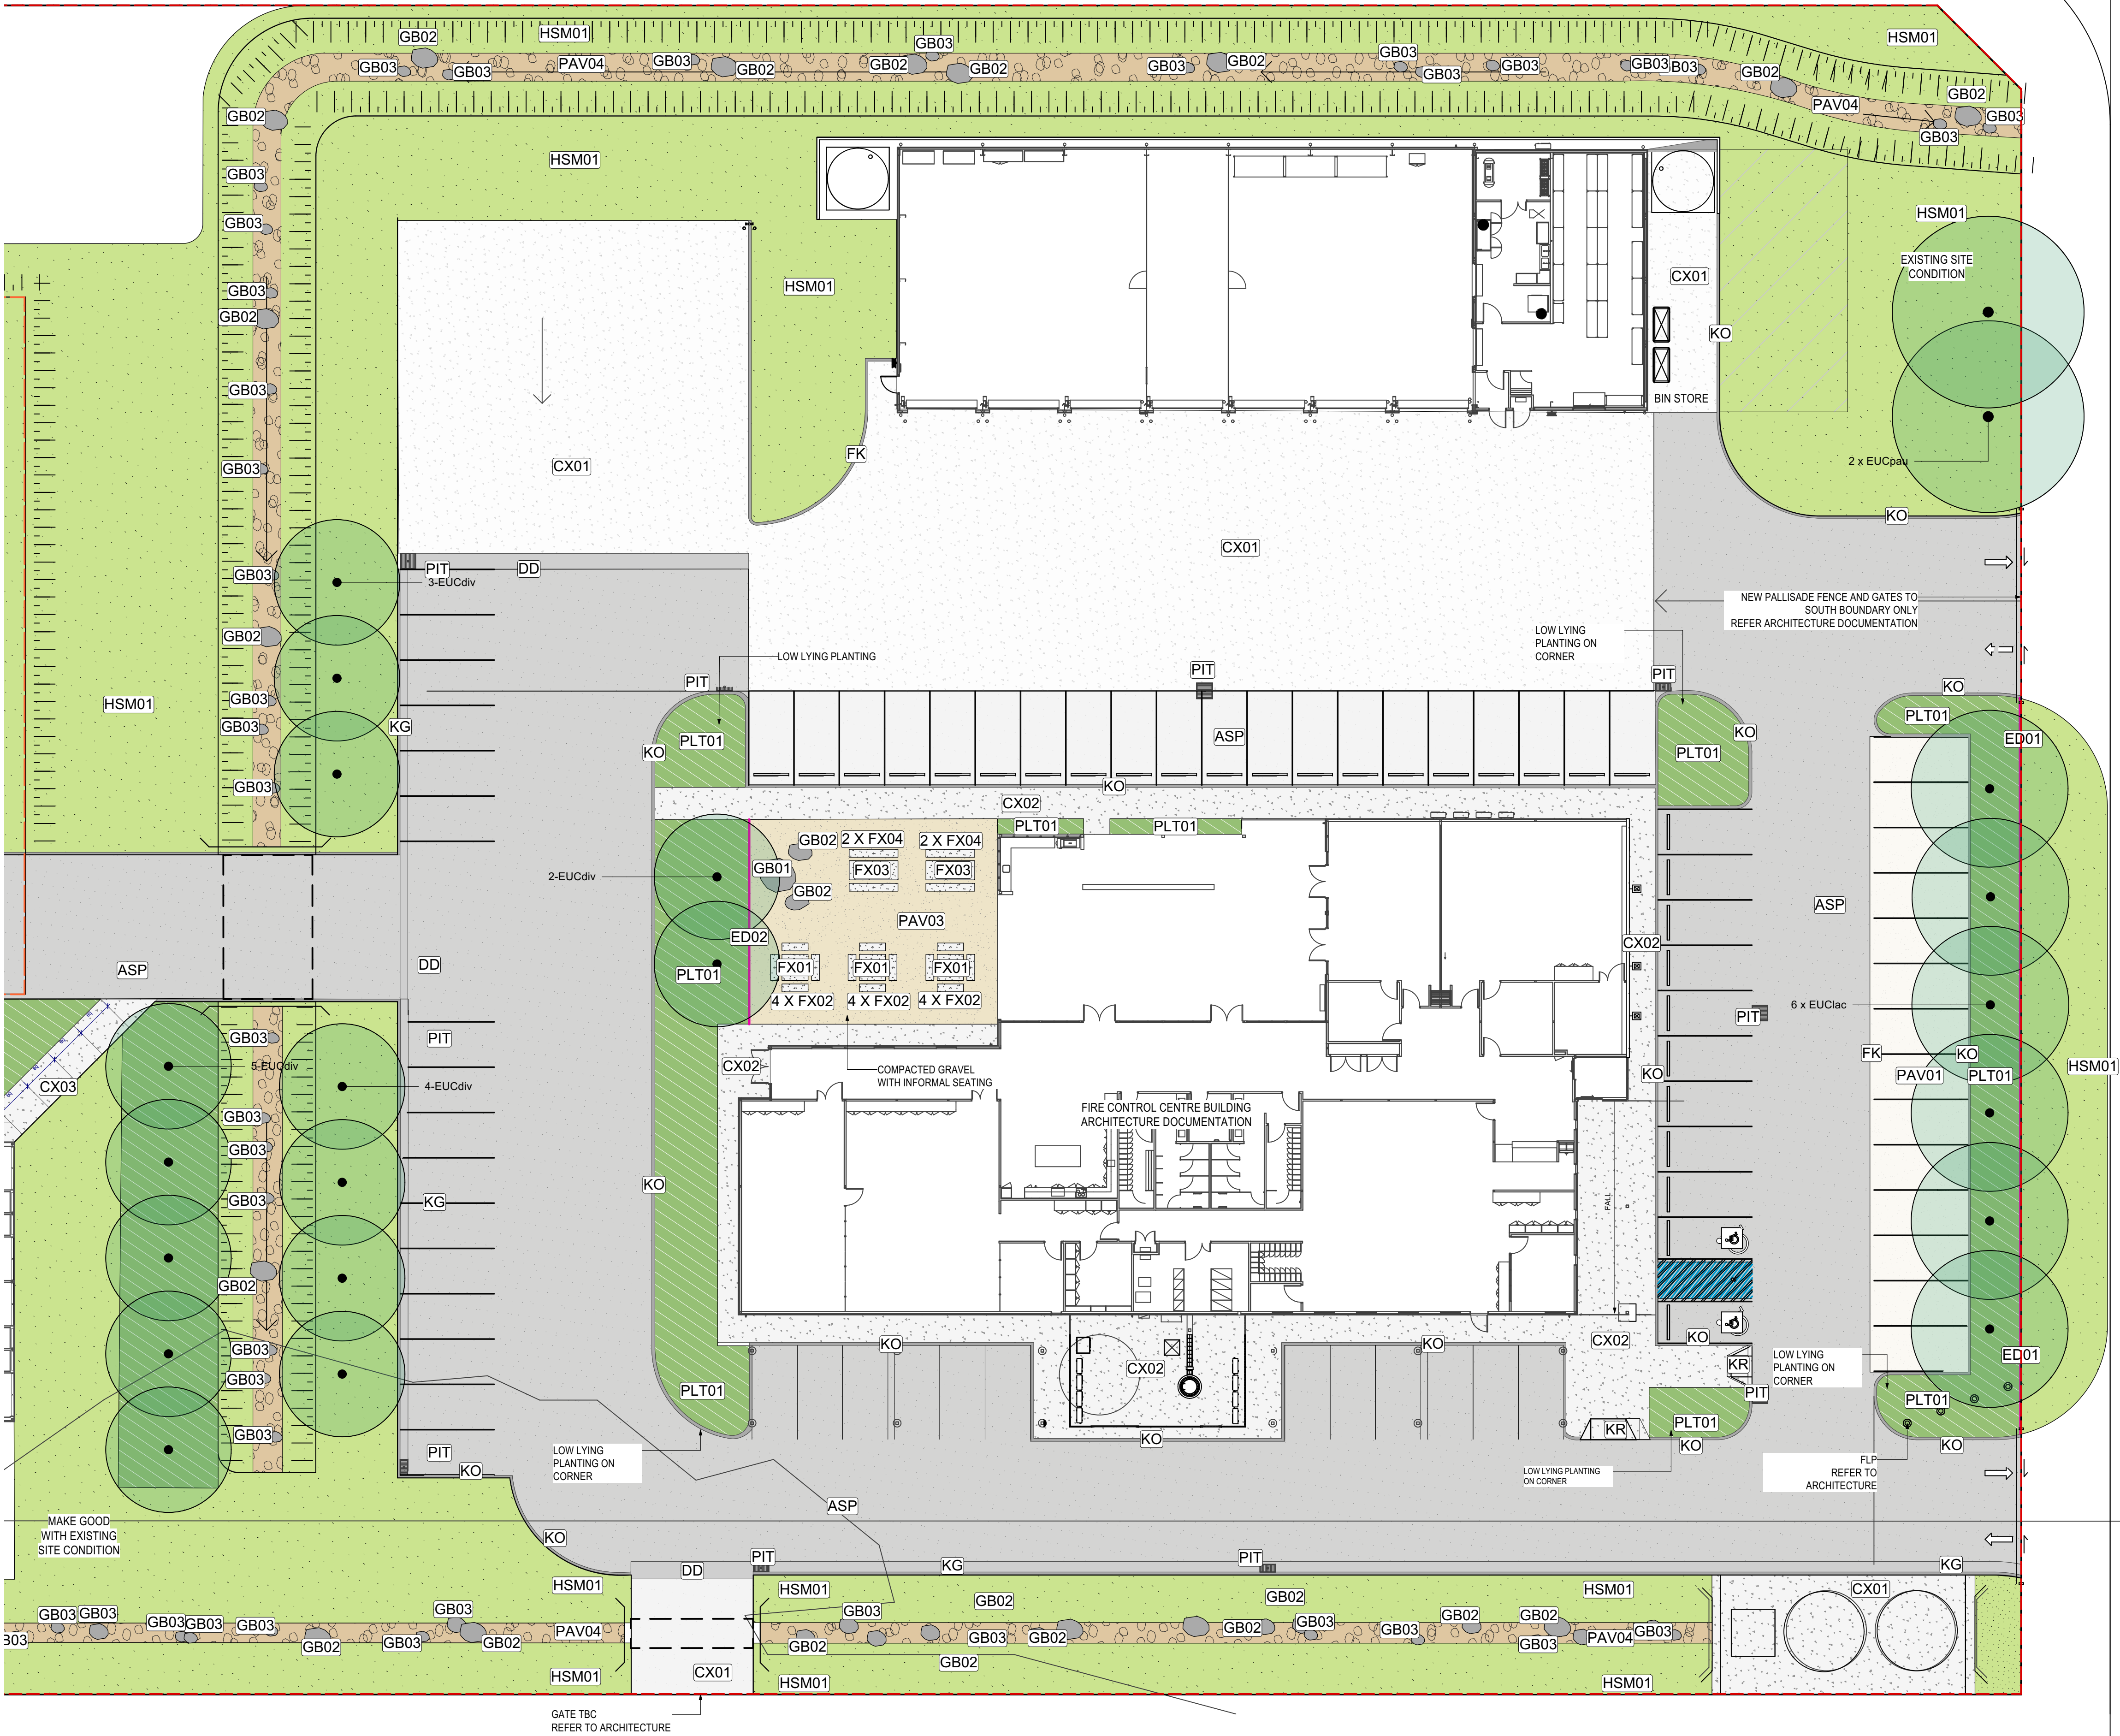 GB02
HSM01
GB03
HSM01
GB03
GB03
PAV04
GB03
GB02
GB02
GB02
GB03
GB02
GB03
GB03
GB03
GB03
GB03
GB02
GB02
PAV04
GB03
GB03
GB02
HSM01
GB03
HSM01
GB03
EXISTING SITE
CONDITION
CX01
HSM01
GB03
GB02
KO
GB03
BIN STORE
FK
CX01
GB03
2 x EUCpau
KO
CX01
GB03
PIT
DD
3-EUCdiv
NEW PALLISADE FENCE AND GATES TO
SOUTH BOUNDARY ONLY
REFER ARCHITECTURE DOCUMENTATION
GB02
LOW LYING
PLANTING ON
CORNER
LOW LYING PLANTING
PIT
PIT
PIT
KO
HSM01
GB03
GB03
KG
PLT01
KO
ASP
KO
PLT01
PLT01
ED01
GB03
KO
CX02
PLT01
PLT01
GB02
2 X FX04
2 X FX04
GB01
FX03
FX03
2-EUCdiv
GB02
PAV03
ASP
ED02
CX02
ASP
DD
PLT01
FX01
FX01
FX01
4 X FX02
4 X FX02
4 X FX02
6 x EUClac
PIT
GB03
PIT
5-EUCdiv
CX02
COMPACTED GRAVEL
WITH INFORMAL SEATING
FK
KO
HSM01
CX03
4-EUCdiv
KO
PAV01
PLT01
GB03
FIRE CONTROL CENTRE BUILDING
ARCHITECTURE DOCUMENTATION
GB03
KO
GB03
KG
FALL
GB02
KO
CX02
KO
CX02
KO
GB03
LOW LYING
PLANTING ON
CORNER
ED01
KR
GB03
PLT01
PIT
PLT01
PLT01
KR
GB03
KO
KO
KO
PIT
LOW LYING
PLANTING ON
CORNER
KO
LOW LYING PLANTING
ON CORNER
FLP
REFER TO
ARCHITECTURE
ASP
MAKE GOOD
WITH EXISTING
SITE CONDITION
KO
PIT
PIT
KG
KG
DD
HSM01
HSM01
GB02
GB02
HSM01
CX01
GB03
GB03
GB03
GB03
GB03
GB03
GB03
GB02
GB02
GB03
GB02
GB03
GB03
GB03
GB02
GB03
GB02
PAV04
GB02
GB03
GB02
GB03
PAV04
GB02
HSM01
CX01
HSM01
HSM01
GATE TBC
REFER TO ARCHITECTURE